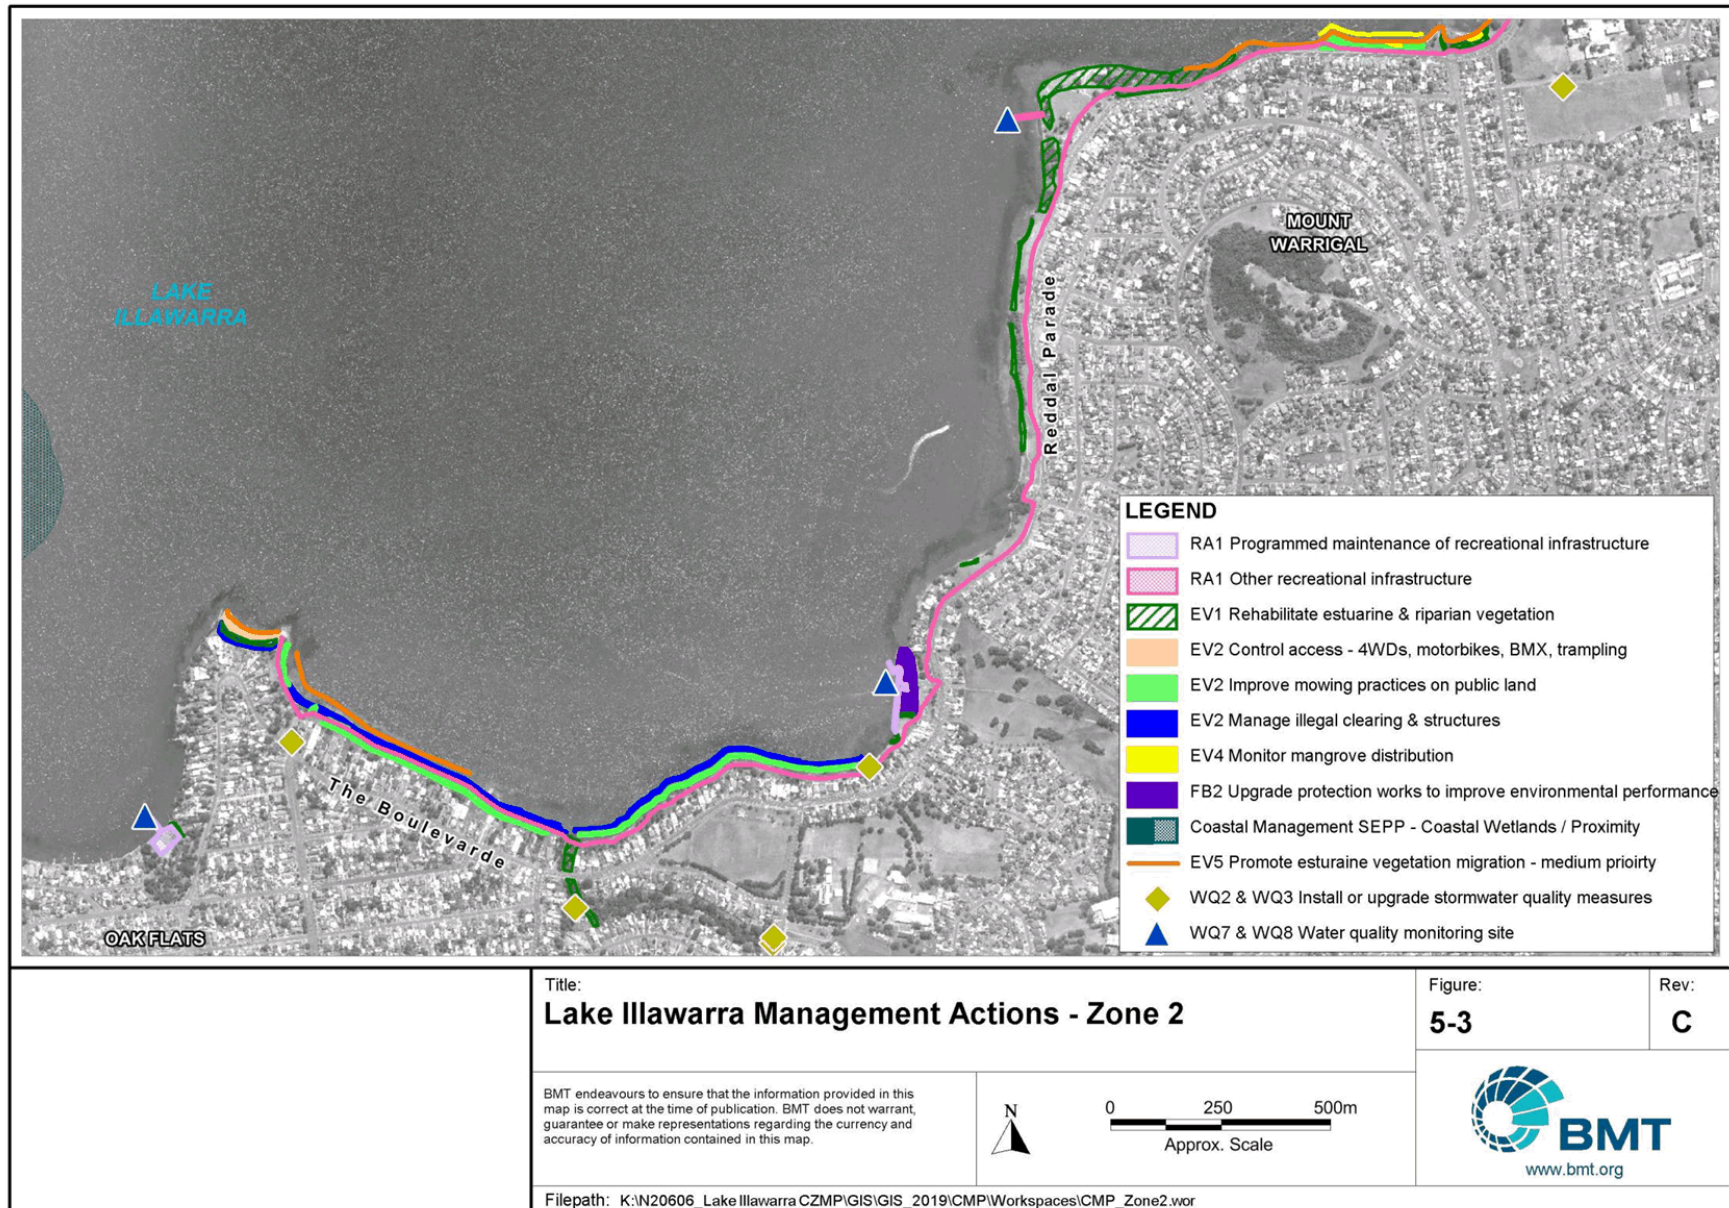 LAKE
ILLAWARRA
MOUNT
WARRIGAL
Reddal Parade
The Boulevarde
OAK FLATS
LEGEND
RA1 Programmed maintenance of recreational infrastructure
RA1 Other recreational infrastructure
EV1 Rehabilitate estuarine & riparian vegetation
EV2 Control access - 4WDs, motorbikes, BMX, trampling
EV2 Improve mowing practices on public land
EV2 Manage illegal clearing & structures
EV4 Monitor mangrove distribution
FB2 Upgrade protection works to improve environmental performance
Coastal Management SEPP - Coastal Wetlands / Proximity
EV5 Promote esturaine vegetation migration - medium prioirty
WQ2 & WQ3 Install or upgrade stormwater quality measures
WQ7 & WQ8 Water quality monitoring site
Title:
Lake Illawarra Management Actions - Zone 2
Figure:
5-3
Rev:
C
BMT endeavours to ensure that the information provided in this
map is correct at the time of publication. BMT does not warrant,
guarantee or make representations regarding the currency and
accuracy of information contained in this map.
N
0 250 500m
Approx. Scale
BMT
www.bmt.org
Filepath: K:\N20606_Lake Illawarra CZMP\GIS\GIS_2019\CMP\Workspaces\CMP_Zone2.wor